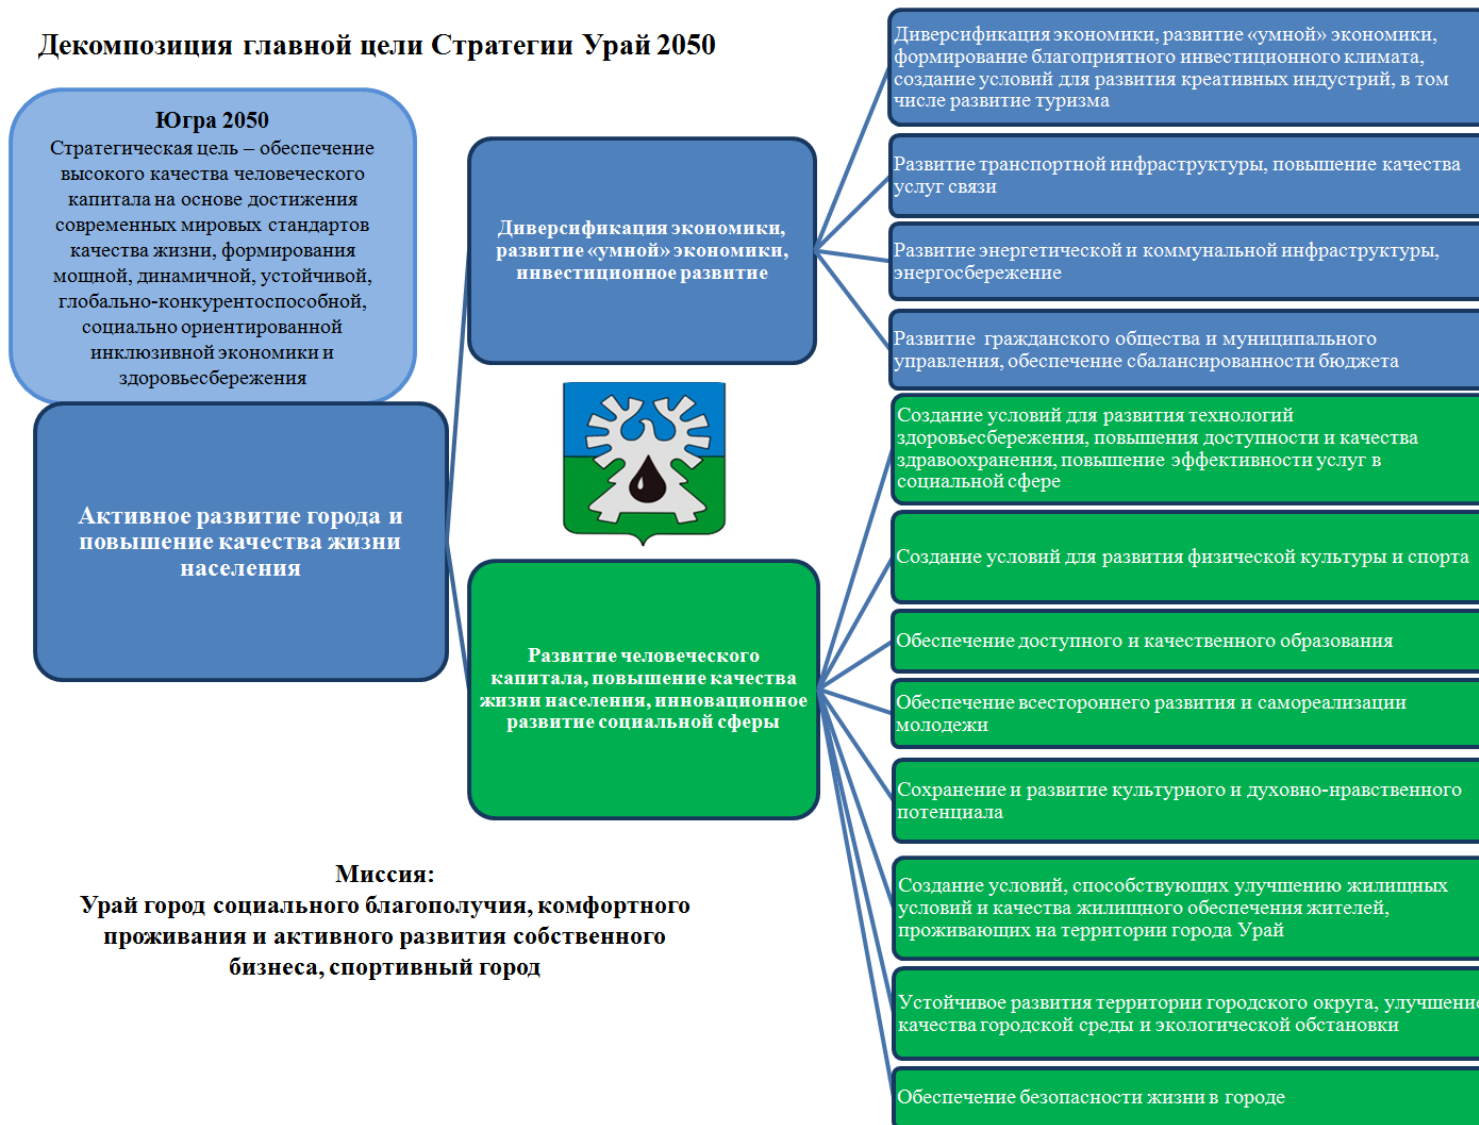 Декомпозиция главной цели Стратегии Урай 2050
Югра 2050
Стратегическая цель – обеспечение
высокого качества человеческого
капитала на основе достижения
современных мировых стандартов
качества жизни, формирования
мощной, динамичной, устойчивой,
глобально-конкурентоспособной,
социально ориентированной
инклюзивной экономики и
здоровьесбережения
Активное развитие города и
повышение качества жизни
населения
Диверсификация экономики,
развитие «умной» экономики,
инвестиционное развитие
Диверсификация экономики, развитие «умной» экономики,
формирование благоприятного инвестиционного климата,
создание условий для развития креативных индустрий, в том
числе развитие туризма
Развитие транспортной инфраструктуры, повышение качества
услуг связи
Развитие энергетической и коммунальной инфраструктуры,
энергосбережение
Развитие гражданского общества и муниципального
управления, обеспечение сбалансированности бюджета
Развитие человеческого
капитала, повышение качества
жизни населения, инновационное
развитие социальной сферы
Создание условий для развития технологий
здоровьесбережения, повышения доступности и качества
здравоохранения, повышение эффективности услуг в
социальной сфере
Создание условий для развития физической культуры и спорта
Обеспечение доступного и качественного образования
Обеспечение всестороннего развития и самореализации
молодежи
Сохранение и развитие культурного и духовно-нравственного
потенциала
Создание условий, способствующих улучшению жилищных
условий и качества жилищного обеспечения жителей,
проживающих на территории города Урай
Устойчивое развития территории городского округа, улучшение
качества городской среды и экологической обстановки
Обеспечение безопасности жизни в городе
Миссия:
Урай город социального благополучия, комфортного
проживания и активного развития собственного
бизнеса, спортивный город